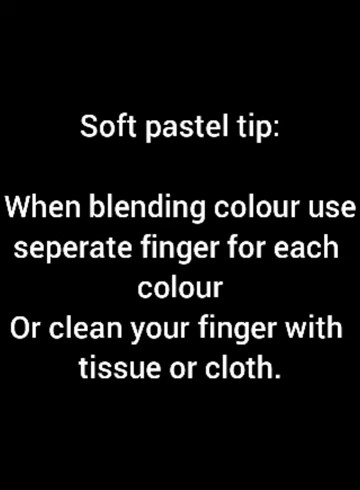 Soft pastel tip:
When blending colour use
seperate finger for each
colour
Or clean your finger with
tissue or cloth.